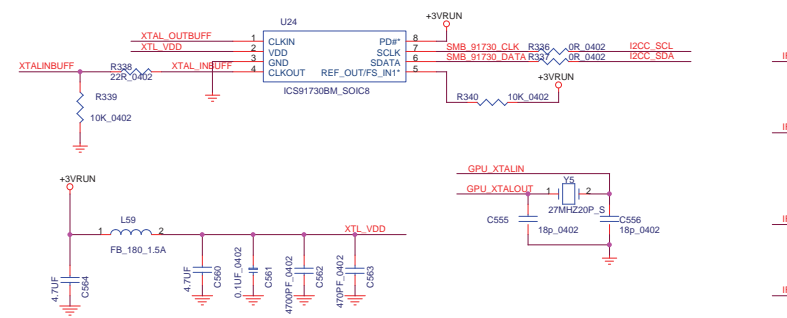 U24
+3VRUN
XTAL_OUTBUFF 1 CLKIN PD#* 8
XTL_VDD 2 VDD SCLK 7 SMB_91730_CLK R336 0R_0402 I2CC_SCL
3 GND SDATA 6 SMB_91730_DATA R337 0R_0402 I2CC_SDA
XTALINBUFF R338 XTAL_INBUFF 4 CLKOUT REF_OUT/FS_IN1* 5
22R_0402
ICS91730BM_SOIC8
+3VRUN
R339
10K_0402
R340 10K_0402
GPU_XTALIN
GPU_XTALOUT 1 Y5 2
27MHZ20P_S
C555
18p_0402
C556
18p_0402
+3VRUN
1 L59 2
FB_180_1.5A
XTL_VDD
4.7UF C564
4.7UF C560
0.1UF_0402 C561
4700PF_0402 C562
470PF_0402 C563